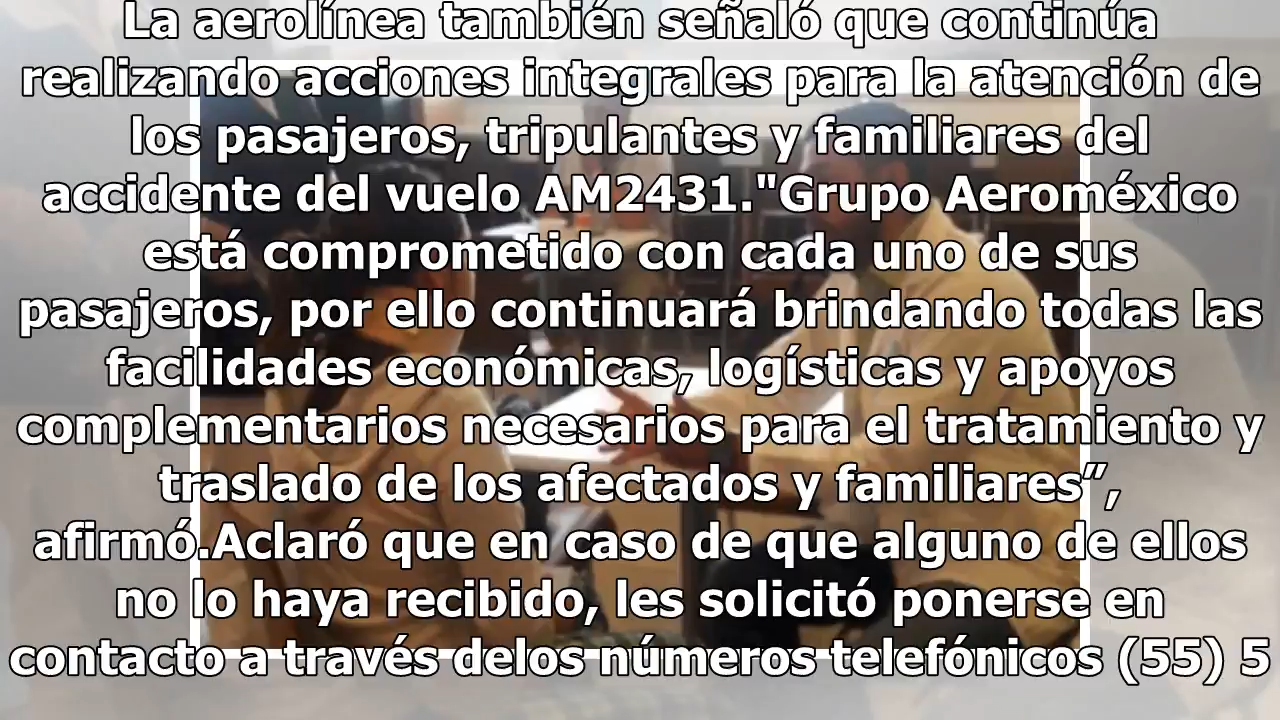 La aerolínea también señaló que continúa
realizando acciones integrales para la atención de
los pasajeros, tripulantes y familiares del
accidente del vuelo AM2431."Grupo Aeroméxico
está comprometido con cada uno de sus
pasajeros, por ello continuará brindando todas las
facilidades económicas, logísticas y apoyos
complementarios necesarios para el tratamiento y
traslado de los afectados y familiares”,
afirmó.Aclaró que en caso de que alguno de ellos
no lo haya recibido, les solicitó ponerse en
contacto a través delos números telefónicos (55) 5